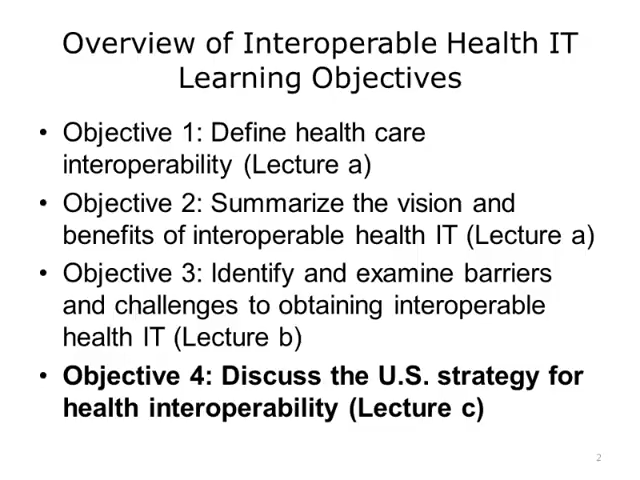 Overview of Interoperable Health IT
Learning Objectives
• Objective 1: Define health care
interoperability (Lecture a)
• Objective 2: Summarize the vision and
benefits of interoperable health IT (Lecture a)
• Objective 3: Identify and examine barriers
and challenges to obtaining interoperable
health IT (Lecture b)
• Objective 4: Discuss the U.S. strategy for
health interoperability (Lecture c)
2